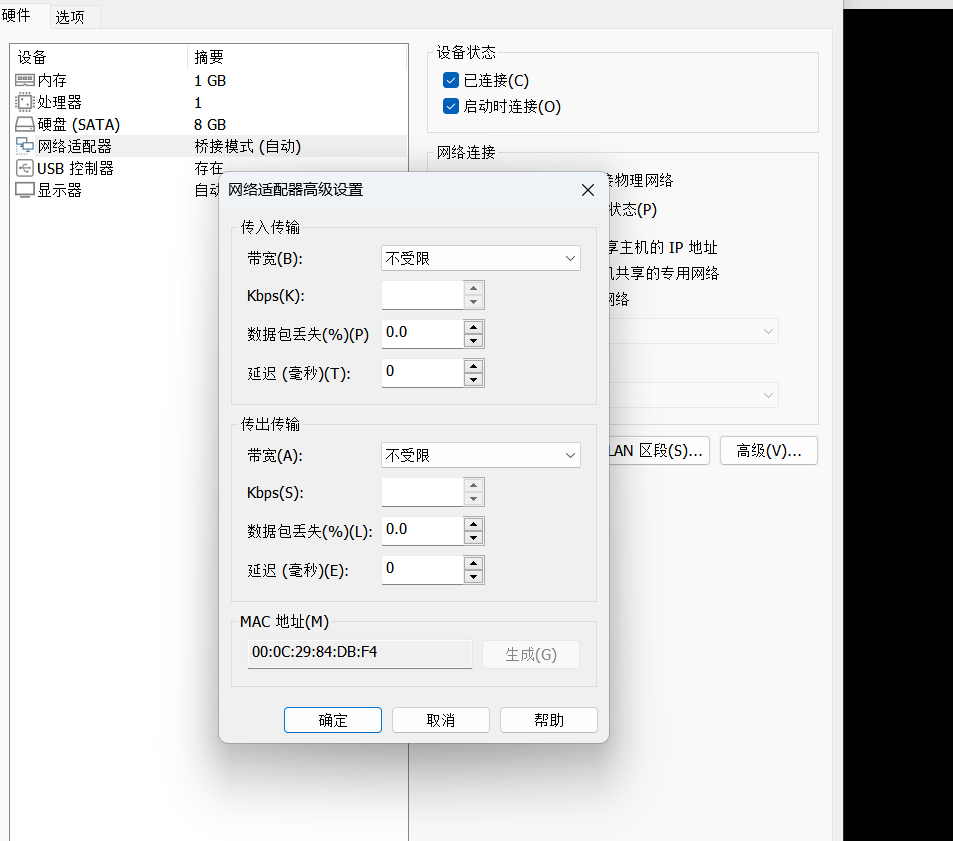 硬件 选项
设备 摘要
内存 1 GB
处理器 1
硬盘 (SATA) 8 GB
网络适配器 桥接模式 (自动)
USB 控制器 存在
显示器 自动
设备状态
已连接(C)
启动时连接(O)
网络连接
物理网络
状态(P)
主机的 IP 地址
共享的专用网络
网络
LAN 区段(S)... 高级(V)...
网络适配器高级设置
传入传输
带宽(B): 不受限
Kbps(K):
数据包丢失(%)(P) 0.0
延迟 (毫秒)(T): 0
传出传输
带宽(A): 不受限
Kbps(S):
数据包丢失(%)(L): 0.0
延迟 (毫秒)(E): 0
MAC 地址(M)
00:0C:29:84:DB:F4 生成(G)
确定 取消 帮助